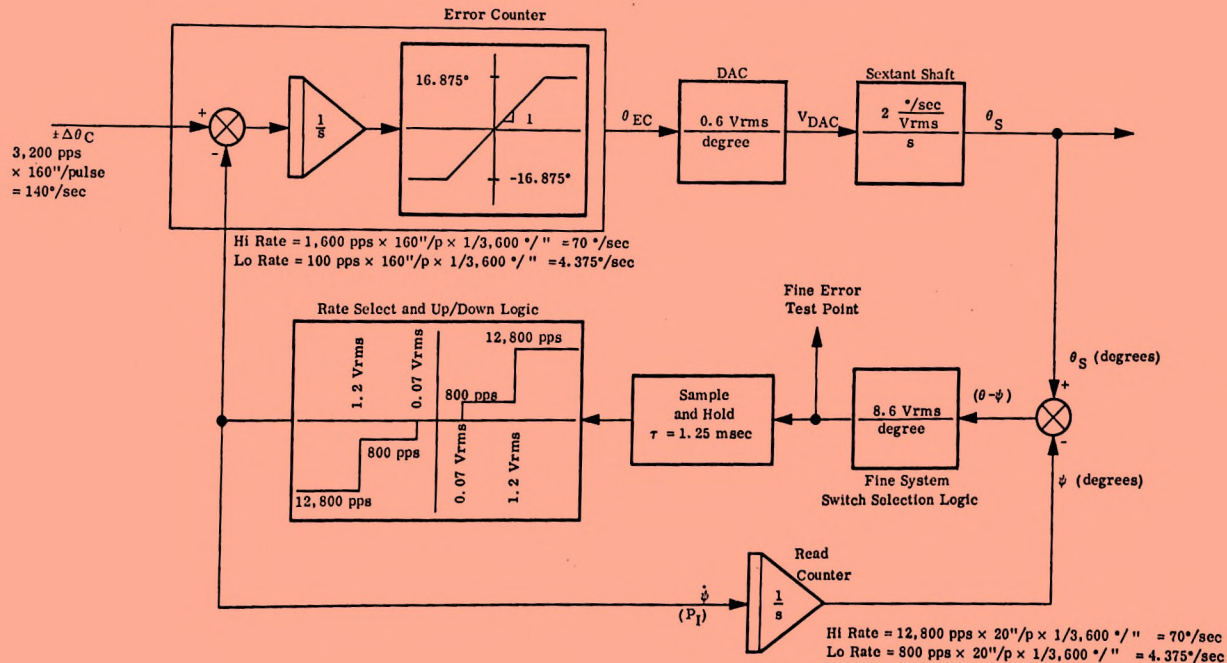 Error Counter
16.875°
1
-16.875°
1
s
+
-
±Δθ_C
3,200 pps
× 160"/pulse
= 140°/sec
θ_EC
DAC
0.6 Vrms
degree
V_DAC
Sextant Shaft
2 °/sec
Vrms
s
θ_S
Hi Rate = 1,600 pps × 160"/p × 1/3,600 °/" = 70 °/sec
Lo Rate = 100 pps × 160"/p × 1/3,600 °/" = 4.375°/sec
Rate Select and Up/Down Logic
1.2 Vrms
0.07 Vrms
12,800 pps
800 pps
800 pps
12,800 pps
0.07 Vrms
1.2 Vrms
Fine Error
Test Point
Sample
and Hold
τ = 1.25 msec
8.6 Vrms
degree
Fine System
Switch Selection Logic
(θ-ψ)
θ_S (degrees)
+
-
ψ (degrees)
ψ̇
(P_I)
Read
Counter
1
s
Hi Rate = 12,800 pps × 20"/p × 1/3,600 °/" = 70°/sec
Lo Rate = 800 pps × 20"/p × 1/3,600 °/" = 4.375°/sec